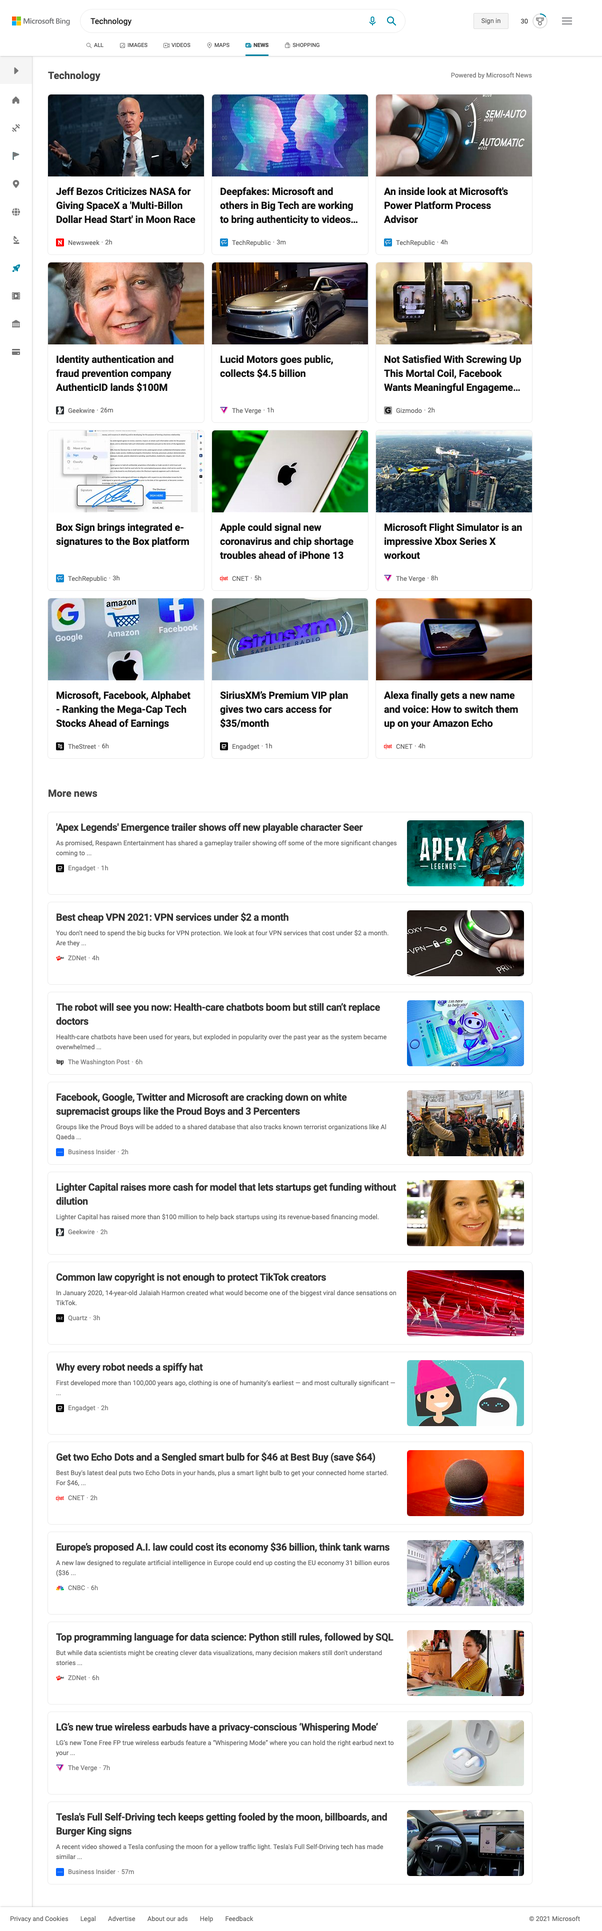 Microsoft Bing
Technology
Sign in
30
ALL
IMAGES
VIDEOS
MAPS
NEWS
SHOPPING
Technology
Powered by Microsoft News
SEMI-AUTO
MODE
AUTOMATIC
MODE
Jeff Bezos Criticizes NASA for
Giving SpaceX a 'Multi-Billon
Dollar Head Start' in Moon Race
Newsweek · 2h
Deepfakes: Microsoft and
others in Big Tech are working
to bring authenticity to videos...
TechRepublic · 3m
An inside look at Microsoft's
Power Platform Process
Advisor
TechRepublic · 4h
Identity authentication and
fraud prevention company
AuthenticID lands $100M
Geekwire · 26m
Lucid Motors goes public,
collects $4.5 billion
The Verge · 1h
Not Satisfied With Screwing Up
This Mortal Coil, Facebook
Wants Meaningful Engageme...
Gizmodo · 2h
Box Sign brings integrated e-
signatures to the Box platform
TechRepublic · 3h
Apple could signal new
coronavirus and chip shortage
troubles ahead of iPhone 13
CNET · 5h
Microsoft Flight Simulator is an
impressive Xbox Series X
workout
The Verge · 8h
Google
amazon
Amazon
Facebook
SiriusXM
SATELLITE RADIO
Microsoft, Facebook, Alphabet
- Ranking the Mega-Cap Tech
Stocks Ahead of Earnings
TheStreet · 6h
SiriusXM's Premium VIP plan
gives two cars access for
$35/month
Engadget · 1h
Alexa finally gets a new name
and voice: How to switch them
up on your Amazon Echo
CNET · 4h
More news
'Apex Legends' Emergence trailer shows off new playable character Seer
As promised, Respawn Entertainment has shared a gameplay trailer showing off some of the more significant changes
coming to ...
Engadget · 1h
APEX
LEGENDS
Best cheap VPN 2021: VPN services under $2 a month
You don't need to spend the big bucks for VPN protection. We look at four VPN services that cost under $2 a month.
Are they ...
ZDNet · 4h
VPN
The robot will see you now: Health-care chatbots boom but still can't replace
doctors
Health-care chatbots have been used for years, but exploded in popularity over the past year as the system became
overwhelmed ...
The Washington Post · 6h
Facebook, Google, Twitter and Microsoft are cracking down on white
supremacist groups like the Proud Boys and 3 Percenters
Groups like the Proud Boys will be added to a shared database that also tracks known terrorist organizations like Al
Qaeda ...
Business Insider · 2h
Lighter Capital raises more cash for model that lets startups get funding without
dilution
Lighter Capital has raised more than $100 million to help back startups using its revenue-based financing model.
Geekwire · 2h
Common law copyright is not enough to protect TikTok creators
In January 2020, 14-year-old Jalaiah Harmon created what would become one of the biggest viral dance sensations on
TikTok.
Quartz · 3h
Why every robot needs a spiffy hat
First developed more than 100,000 years ago, clothing is one of humanity's earliest — and most culturally significant —
...
Engadget · 2h
Get two Echo Dots and a Sengled smart bulb for $46 at Best Buy (save $64)
Best Buy's latest deal puts two Echo Dots in your hands, plus a smart light bulb to get your connected home started.
For $46, ...
CNET · 2h
Europe's proposed A.I. law could cost its economy $36 billion, think tank warns
A new law designed to regulate artificial intelligence in Europe could end up costing the EU economy 31 billion euros
($36 ...
CNBC · 6h
Top programming language for data science: Python still rules, followed by SQL
But while data scientists might be creating clever data visualizations, many decision makers still don't understand
stories ...
ZDNet · 6h
LG's new true wireless earbuds have a privacy-conscious 'Whispering Mode'
LG's new Tone Free FP true wireless earbuds feature a "Whispering Mode" where you can hold the right earbud next to
your ...
The Verge · 7h
Tesla's Full Self-Driving tech keeps getting fooled by the moon, billboards, and
Burger King signs
A recent video showed a Tesla confusing the moon for a yellow traffic light. Tesla's Full Self-Driving tech has made
similar ...
Business Insider · 57m
Privacy and Cookies
Legal
Advertise
About our ads
Help
Feedback
© 2021 Microsoft